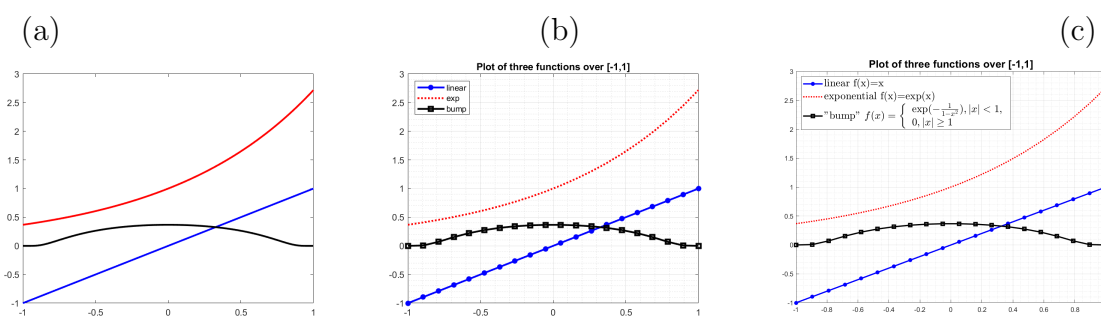 (a)
3
2.5
2
1.5
1
0.5
0
-0.5
-1
-1 -0.5 0 0.5 1
(b)
Plot of three functions over [-1,1]
linear
exp
bump
3
2.5
2
1.5
1
0.5
0
-0.5
-1
-1 -0.5 0 0.5 1
(c)
Plot of three functions over [-1,1]
linear f(x)=x
exponential f(x)=exp(x)
"bump" f(x) = { exp(-1/(1-x²)), |x| < 1,
0, |x| ≥ 1
3
2.5
2
1.5
1
0.5
0
-0.5
-1
-1 -0.8 -0.6 -0.4 -0.2 0 0.2 0.4 0.6 0.8